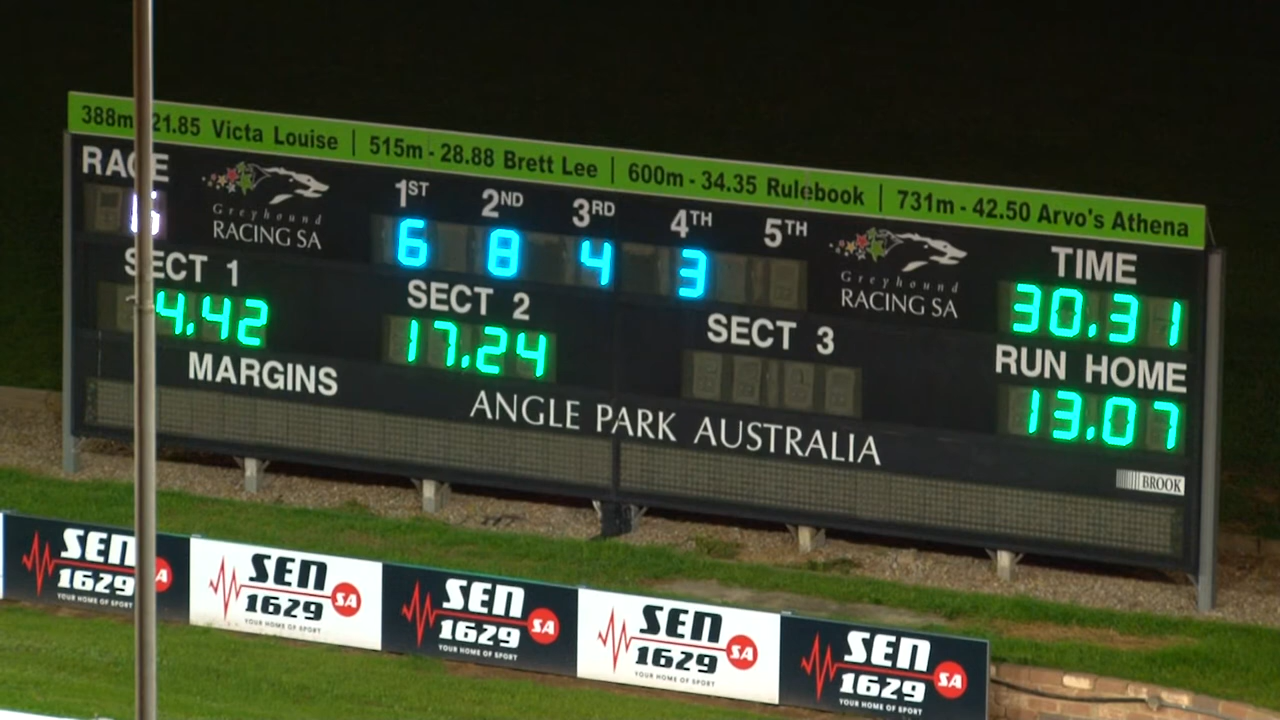 388m 21.85 Victa Louise | 515m - 28.88 Brett Lee | 600m - 34.35 Rulebook | 731m - 42.50 Arvo's Athena
RACE
Greyhound
RACING SA
1ST 2ND 3RD 4TH 5TH
6 8 4 3
Greyhound
RACING SA
TIME
30.31
SECT 1
4.42
SECT 2
17.24
SECT 3
RUN HOME
13.07
MARGINS
ANGLE PARK AUSTRALIA
BROOK
SEN
1629
YOUR HOME OF SPORT
SEN
1629 SA
YOUR HOME OF SPORT
SEN
1629 SA
YOUR HOME OF SPORT
SEN
1629 SA
YOUR HOME OF SPORT
SEN
1629 SA
YOUR HOME OF SPORT